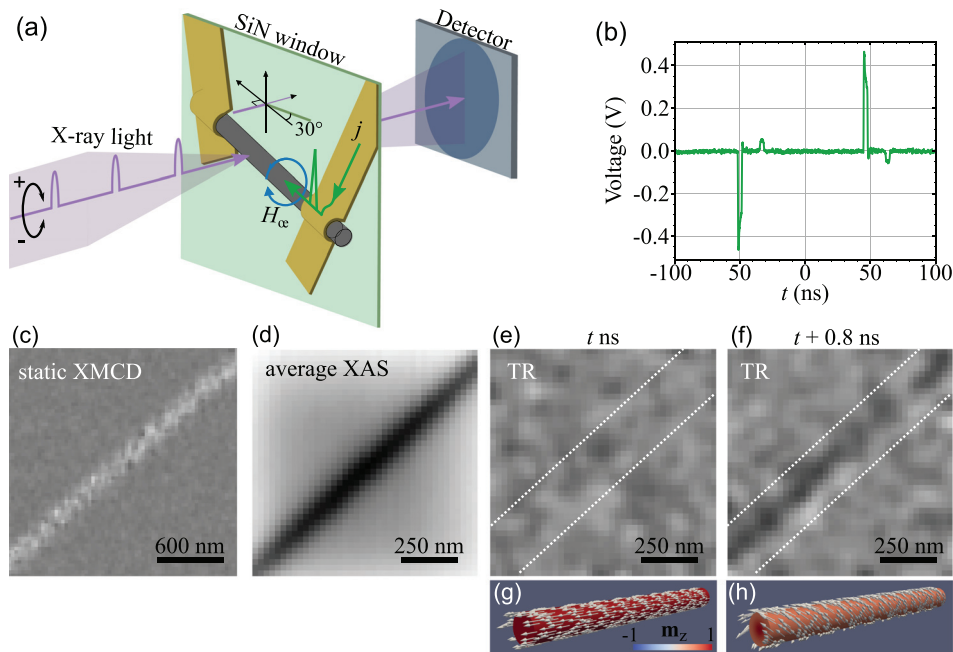 (a)
SiN window
Detector
30°
j
X-ray light
+
-
H_œ
(b)
Voltage (V)
0.4
0.2
0.0
-0.2
-0.4
-100 50 0 50 100
t (ns)
(c)
static XMCD
600 nm
(d)
average XAS
250 nm
(e)
t ns
TR
250 nm
(f)
t + 0.8 ns
TR
250 nm
(g)
-1 m_z 1
(h)